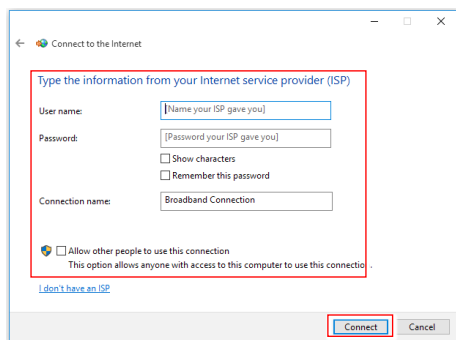 Connect to the Internet
Type the information from your Internet service provider (ISP)
User name: [Name your ISP gave you]
Password: [Password your ISP gave you]
Show characters
Remember this password
Connection name: Broadband Connection
Allow other people to use this connection
This option allows anyone with access to this computer to use this connection.
I don't have an ISP
Connect Cancel